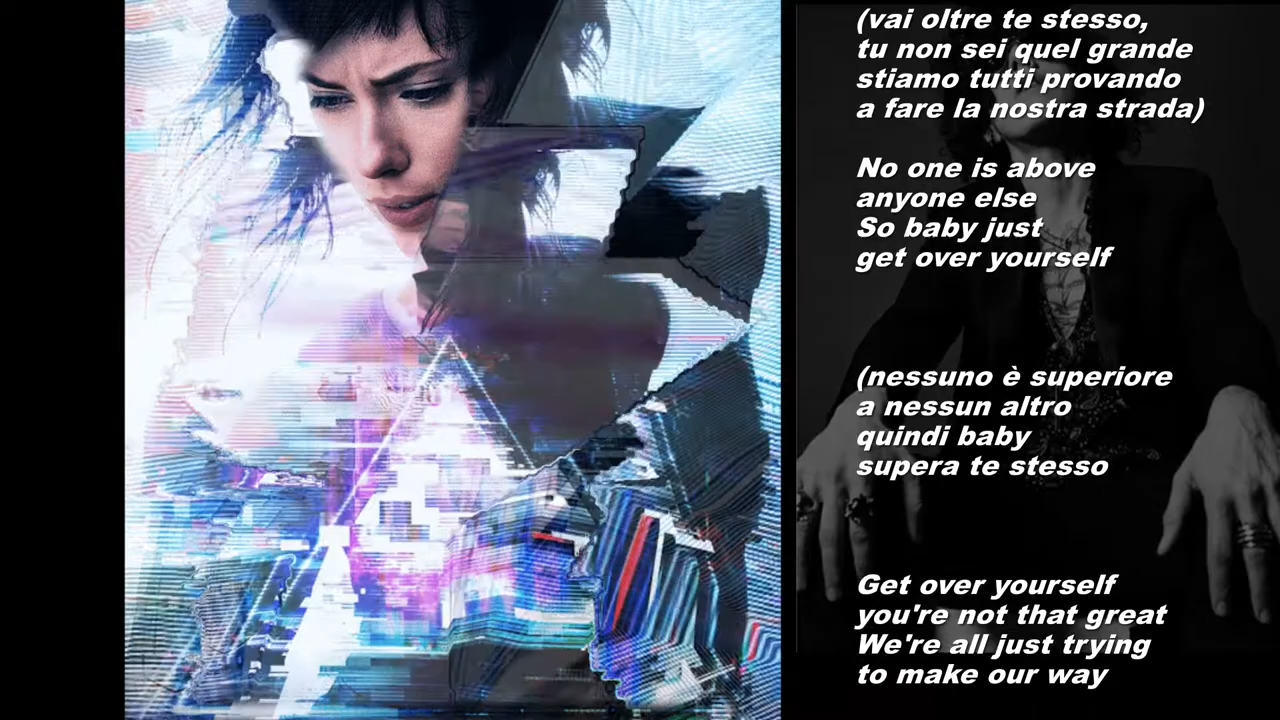 (vai oltre te stesso,
tu non sei quel grande
stiamo tutti provando
a fare la nostra strada)
No one is above
anyone else
So baby just
get over yourself
(nessuno è superiore
a nessun altro
quindi baby
supera te stesso
Get over yourself
you're not that great
We're all just trying
to make our way